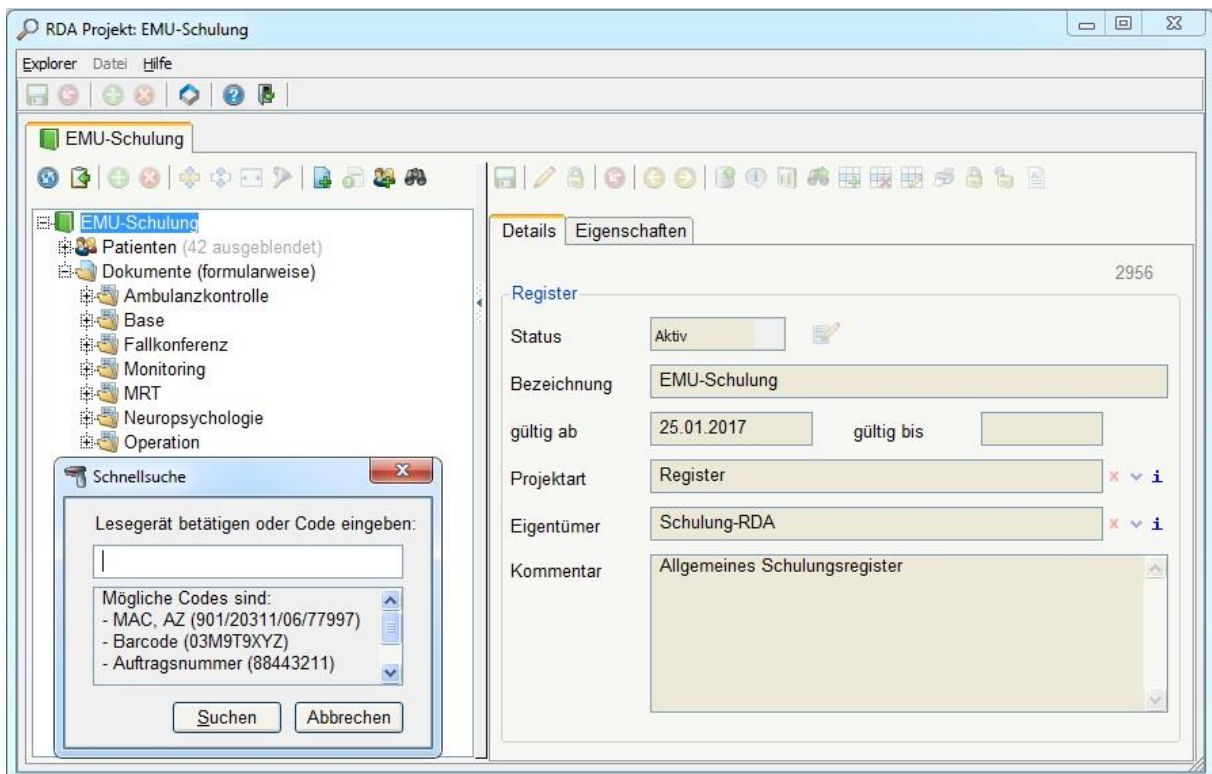 RDA Projekt: EMU-Schulung
Explorer Datei Hilfe
EMU-Schulung
EMU-Schulung
Patienten (42 ausgeblendet)
Dokumente (formularweise)
Ambulanzkontrolle
Base
Fallkonferenz
Monitoring
MRT
Neuropsychologie
Operation
Schnellsuche
Lesegerät betätigen oder Code eingeben:
Mögliche Codes sind:
- MAC, AZ (901/20311/06/77997)
- Barcode (03M9T9XYZ)
- Auftragsnummer (88443211)
Suchen Abbrechen
Details Eigenschaften
2956
Register
Status Aktiv
Bezeichnung EMU-Schulung
gültig ab 25.01.2017 gültig bis
Projektart Register
Eigentümer Schulung-RDA
Kommentar Allgemeines Schulungsregister